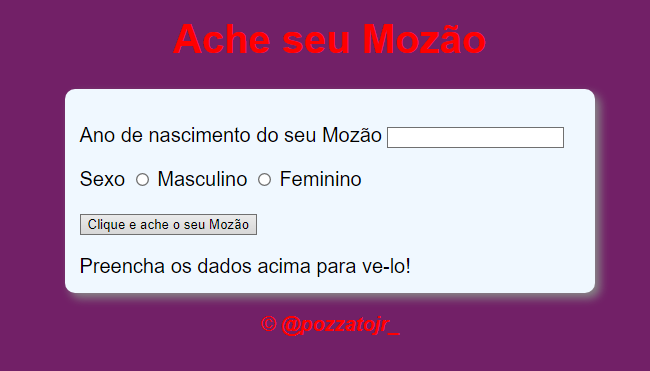 Ache seu Mozão
Ano de nascimento do seu Mozão
Sexo Masculino Feminino
Clique e ache o seu Mozão
Preencha os dados acima para ve-lo!
© @pozzatojr_